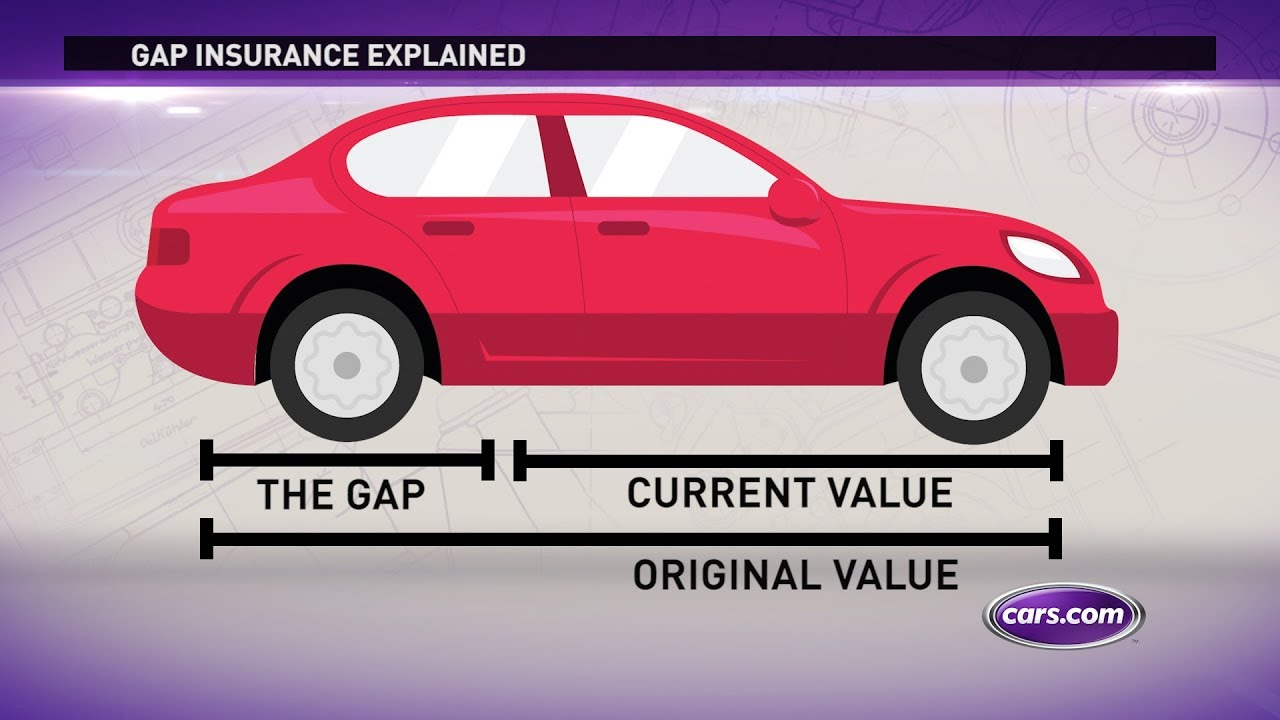 GAP INSURANCE EXPLAINED
THE GAP
CURRENT VALUE
ORIGINAL VALUE
cars.com